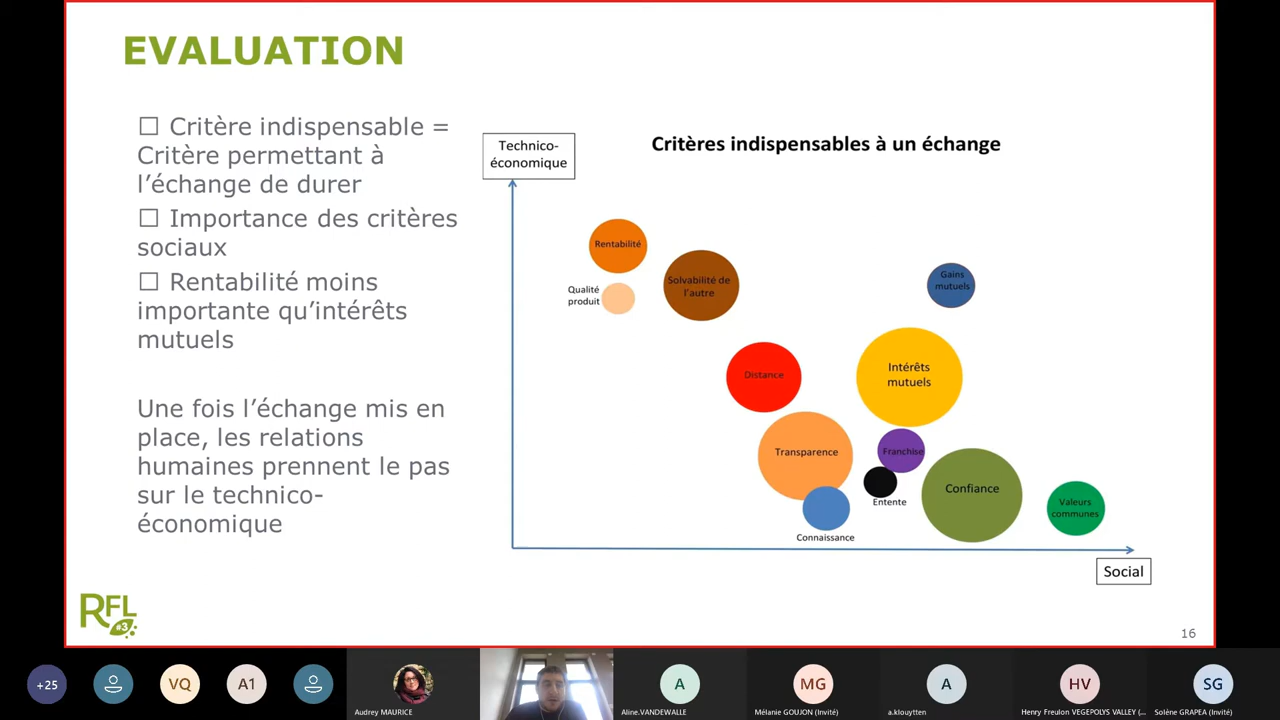 EVALUATION
☐ Critère indispensable =
Critère permettant à
l’échange de durer
☐ Importance des critères
sociaux
☐ Rentabilité moins
importante qu’intérêts
mutuels
Une fois l’échange mis en
place, les relations
humaines prennent le pas
sur le technico-
économique
Technico-
économique
Critères indispensables à un échange
Rentabilité
Qualité
produit
Solvabilité de
l’autre
Gains
mutuels
Distance
Intérêts
mutuels
Transparence
Franchise
Entente
Confiance
Valeurs
communes
Connaissance
Social
RFL
#3
16
+25
VQ
A1
Audrey MAURICE
A
Aline.VANDEWALLE
MG
Mélanie GOUJON (Invité)
A
a.klouytten
HV
Henry Freulon VEGEPOLYS VALLEY (...
SG
Solène GRAPEA (Invité)